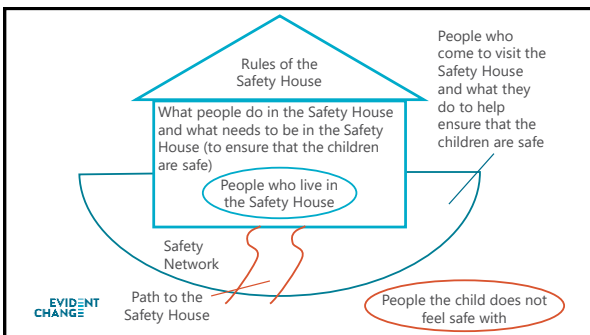 Rules of the
Safety House
What people do in the Safety House
and what needs to be in the Safety
House (to ensure that the children
are safe)
People who live in
the Safety House
People who
come to visit the
Safety House
and what they
do to help
ensure that the
children are safe
Safety
Network
Path to the
Safety House
People the child does not
feel safe with
EVIDENT
CHANGE